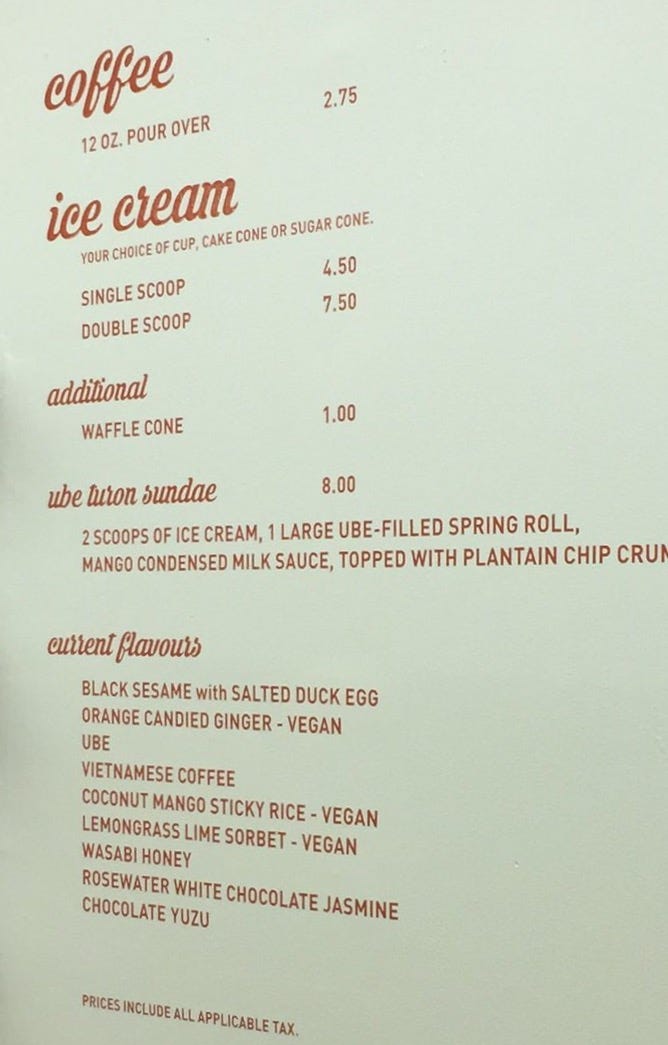 coffee
12 OZ. POUR OVER 2.75
ice cream
YOUR CHOICE OF CUP, CAKE CONE OR SUGAR CONE.
SINGLE SCOOP 4.50
DOUBLE SCOOP 7.50
additional
WAFFLE CONE 1.00
ube turon sundae 8.00
2 SCOOPS OF ICE CREAM, 1 LARGE UBE-FILLED SPRING ROLL,
MANGO CONDENSED MILK SAUCE, TOPPED WITH PLANTAIN CHIP
current flavours
BLACK SESAME with SALTED DUCK EGG
ORANGE CANDIED GINGER - VEGAN
UBE
VIETNAMESE COFFEE
COCONUT MANGO STICKY RICE - VEGAN
LEMONGRASS LIME SORBET - VEGAN
WASABI HONEY
ROSEWATER WHITE CHOCOLATE JASMINE
CHOCOLATE YUZU
PRICES INCLUDE ALL APPLICABLE TAX.